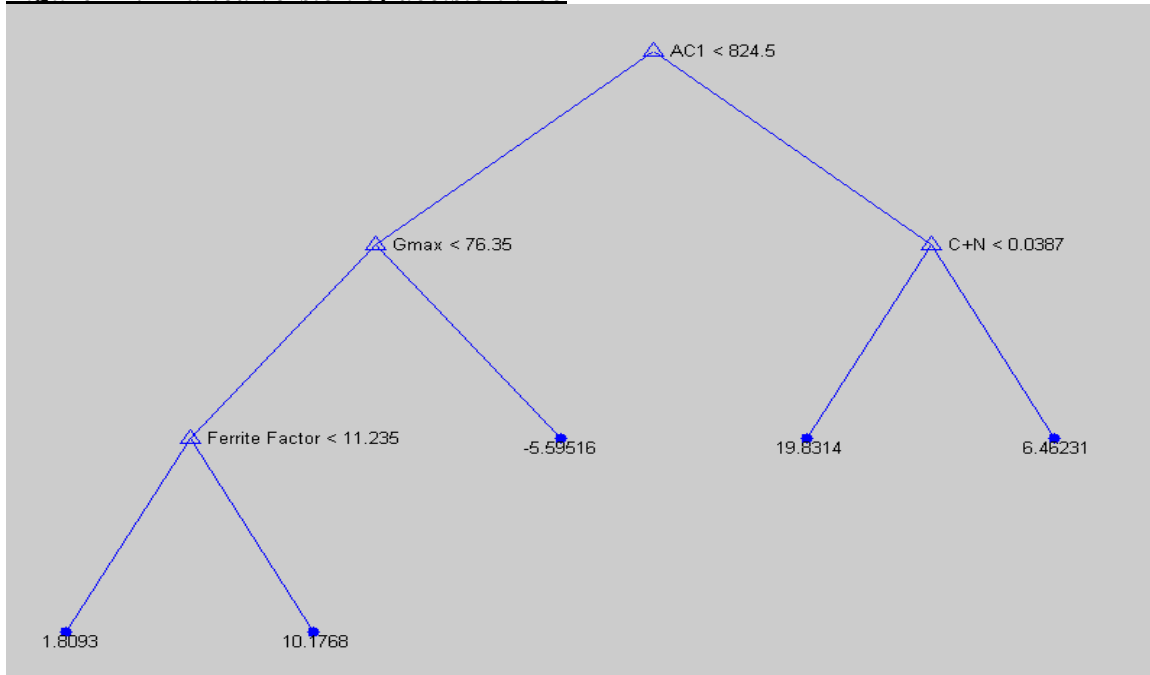 AC1 < 824.5
Gmax < 76.35
C+N < 0.0387
Ferrite Factor < 11.235
-5.59516
19.8314
6.46231
1.8093
10.1768